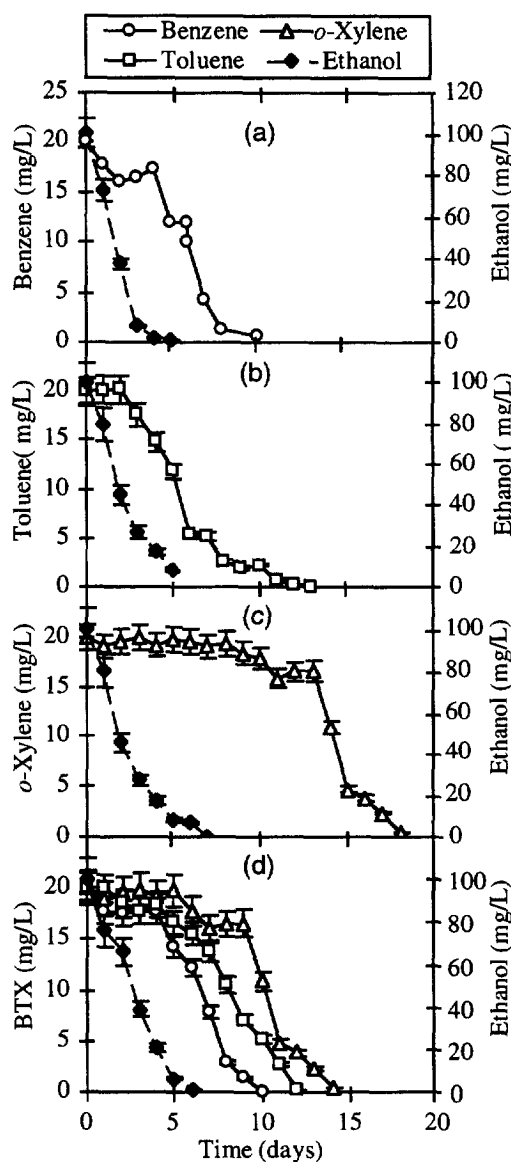 Benzene o-Xylene
Toluene Ethanol
(a)
Benzene (mg/L)
25
20
15
10
5
0
Ethanol (mg/L)
120
100
80
60
40
20
0
(b)
Toluene( mg/L)
20
15
10
5
0
Ethanol ( mg/L)
100
80
60
40
20
0
(c)
o-Xylene (mg/L)
20
15
10
5
0
Ethanol (mg/L)
100
80
60
40
20
0
(d)
BTX (mg/L)
20
15
10
5
0
Ethanol (mg/L)
100
80
60
40
20
0
0 5 10 15 20
Time (days)